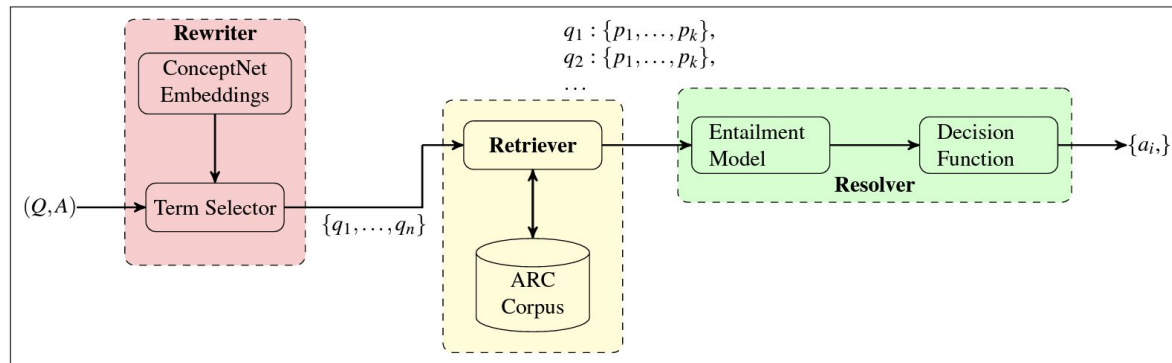 Rewriter
ConceptNet
Embeddings
(Q,A)
Term Selector
{q1,...,qn}
q1 : {p1,...,pk},
q2 : {p1,...,pk},
...
Retriever
ARC
Corpus
Entailment
Model
Decision
Function
Resolver
{ai,}